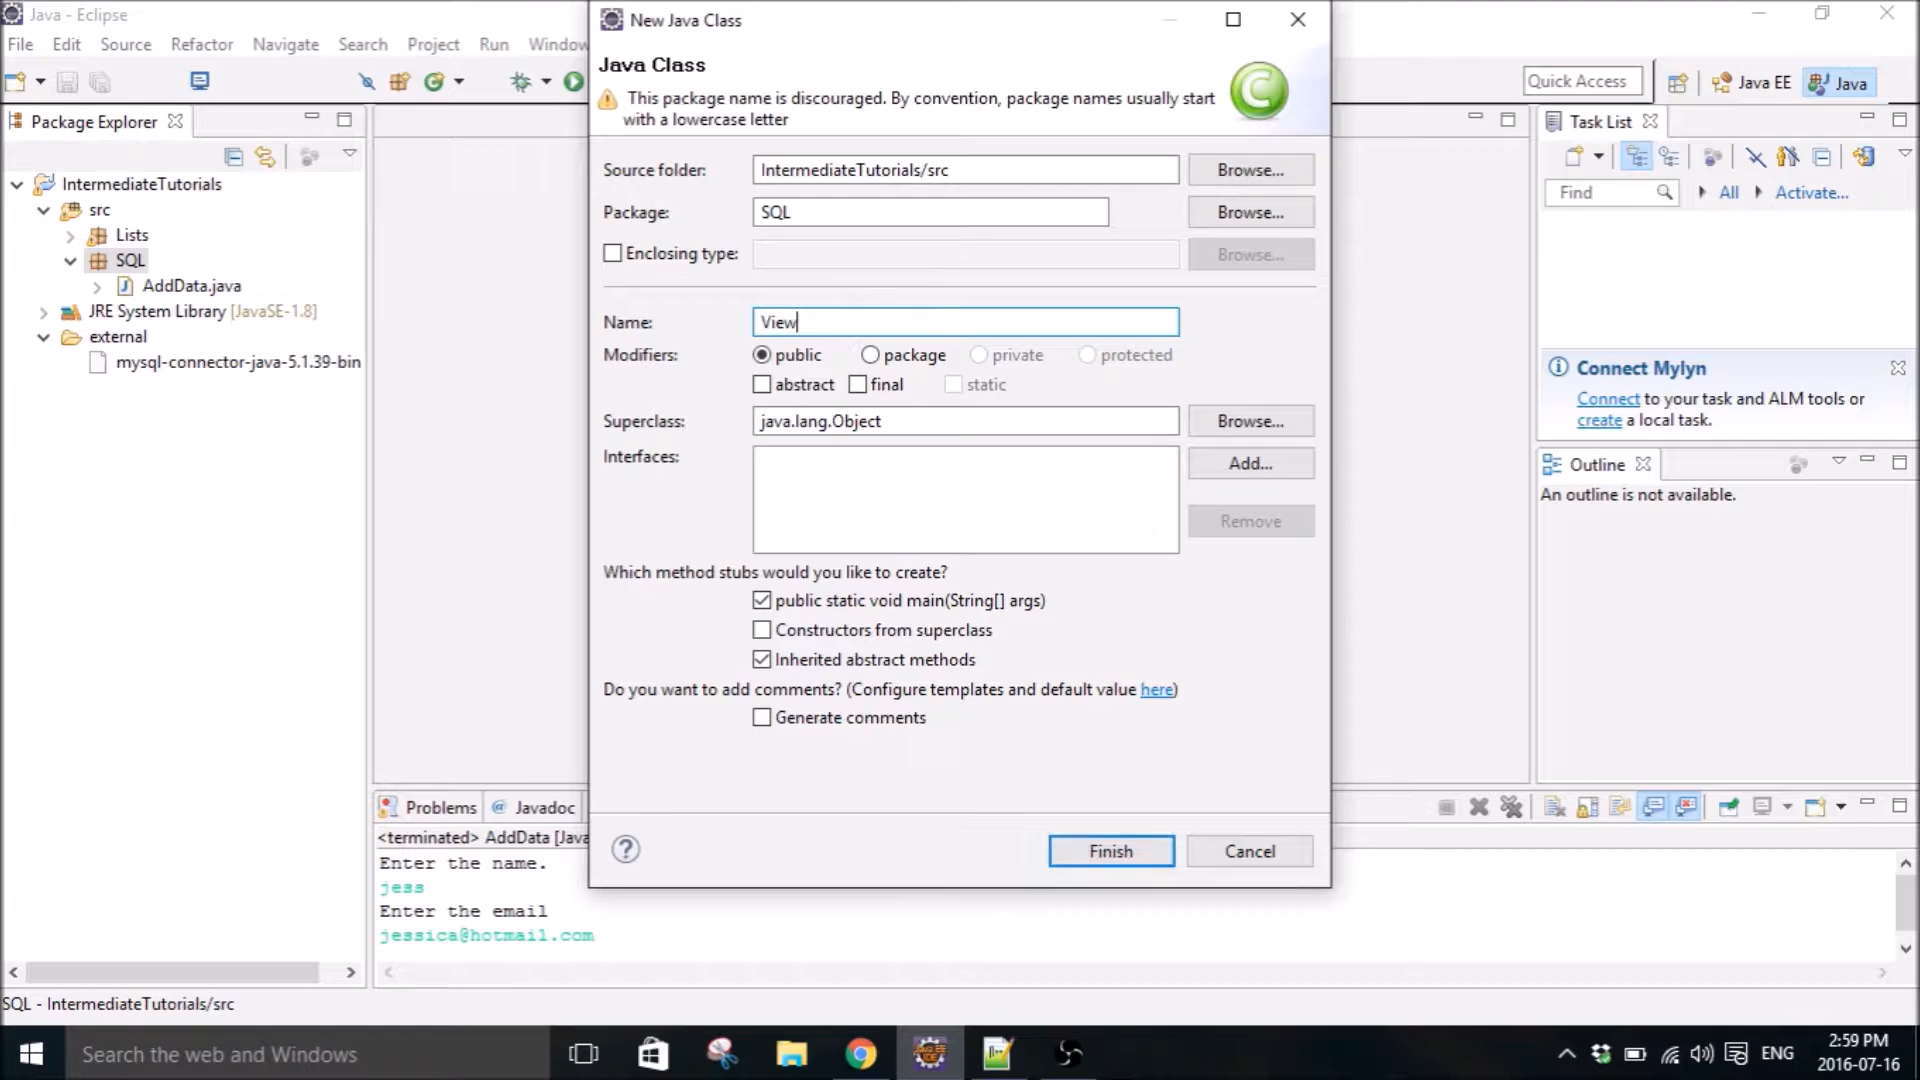 Java - Eclipse
New Java Class
File Edit Source Refactor Navigate Search Project Run Window
Java Class
This package name is discouraged. By convention, package names usually start
with a lowercase letter
Quick Access
Java EE
Java
Package Explorer
Task List
Source folder: IntermediateTutorials/src Browse...
IntermediateTutorials
Find All Activate...
src
Package: SQL Browse...
Lists
Enclosing type: Browse...
SQL
AddData.java
JRE System Library [JavaSE-1.8]
Name: View
external
Modifiers: public package private protected
mysql-connector-java-5.1.39-bin
Connect Mylyn
abstract final static
Connect to your task and ALM tools or
create a local task.
Superclass: java.lang.Object Browse...
Interfaces: Add...
Outline
An outline is not available.
Remove
Which method stubs would you like to create?
public static void main(String[] args)
Constructors from superclass
Inherited abstract methods
Do you want to add comments? (Configure templates and default value here)
Generate comments
Problems
Javadoc
<terminated> AddData [Java
Finish Cancel
Enter the name.
jess
Enter the email
jessica@hotmail.com
SQL - IntermediateTutorials/src
Search the web and Windows
ENG
2:59 PM
2016-07-16